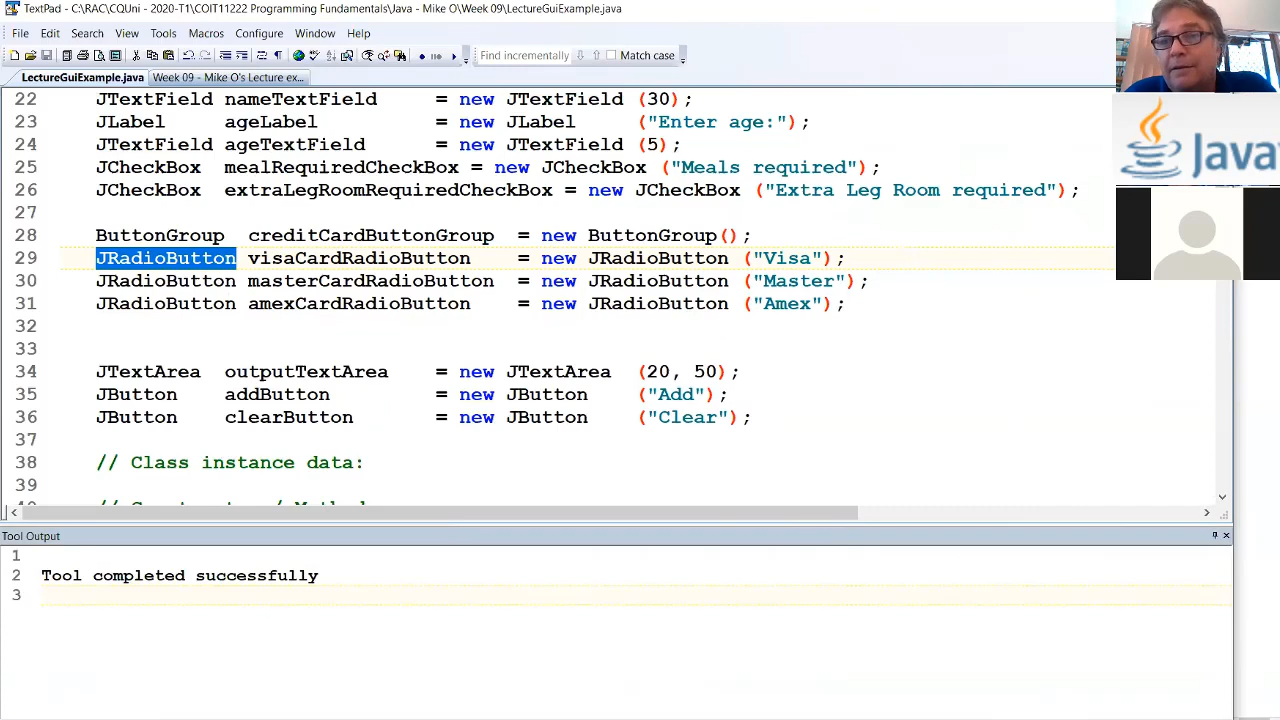 TextPad - C:\RAC\CQUni - 2020-T1\COIT11222 Programming Fundamentals\Java - Mike O\Week 09\LectureGuiExample.java
File Edit Search View Tools Macros Configure Window Help
Find incrementally Match case
LectureGuiExample.java Week 09 - Mike O's Lecture ex...
22 JTextField nameTextField = new JTextField (30);
23 JLabel ageLabel = new JLabel ("Enter age:");
24 JTextField ageTextField = new JTextField (5);
25 JCheckBox mealRequiredCheckBox = new JCheckBox ("Meals required");
26 JCheckBox extraLegRoomRequiredCheckBox = new JCheckBox ("Extra Leg Room required");
27
28 ButtonGroup creditCardButtonGroup = new ButtonGroup();
29 JRadioButton visaCardRadioButton = new JRadioButton ("Visa");
30 JRadioButton masterCardRadioButton = new JRadioButton ("Master");
31 JRadioButton amexCardRadioButton = new JRadioButton ("Amex");
32
33
34 JTextArea outputTextArea = new JTextArea (20, 50);
35 JButton addButton = new JButton ("Add");
36 JButton clearButton = new JButton ("Clear");
37
38 // Class instance data:
39
Java
Tool Output
1
2 Tool completed successfully
3